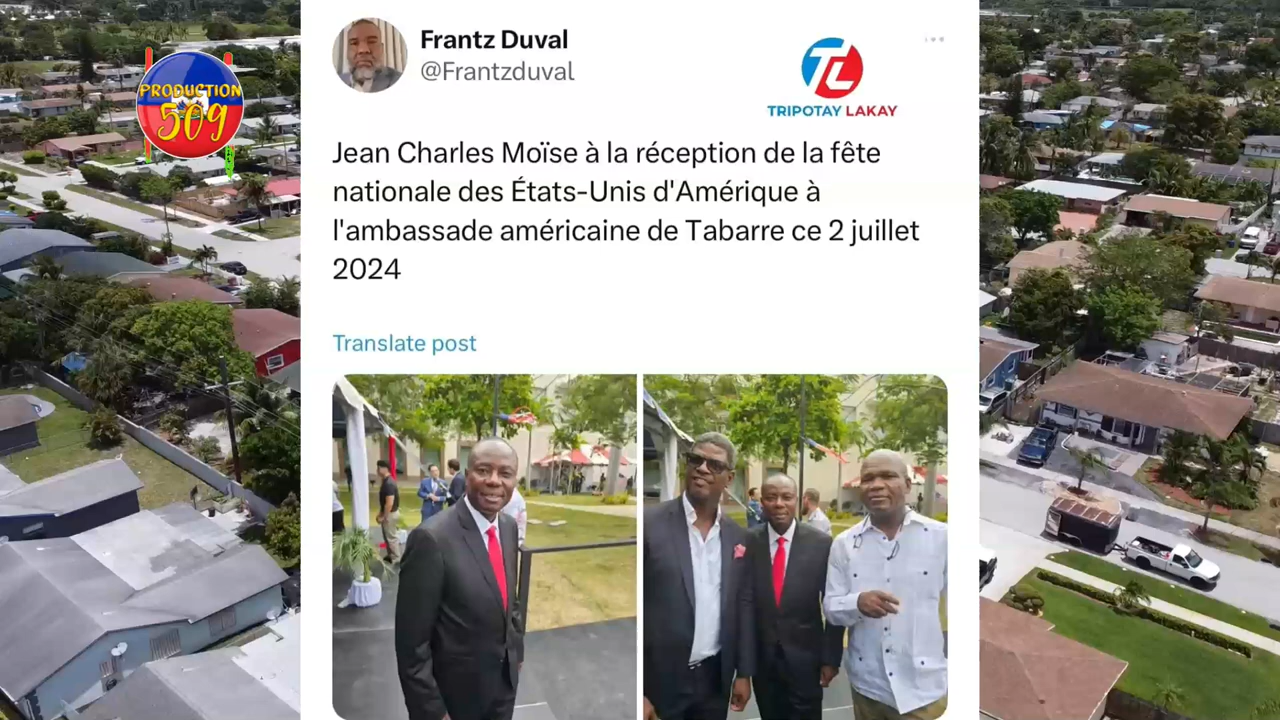 PRODUCTION
509
Frantz Duval
@Frantzduval
TL
TRIPOTAY LAKAY
Jean Charles Moïse à la réception de la fête
nationale des États-Unis d'Amérique à
l'ambassade américaine de Tabarre ce 2 juillet
2024
Translate post